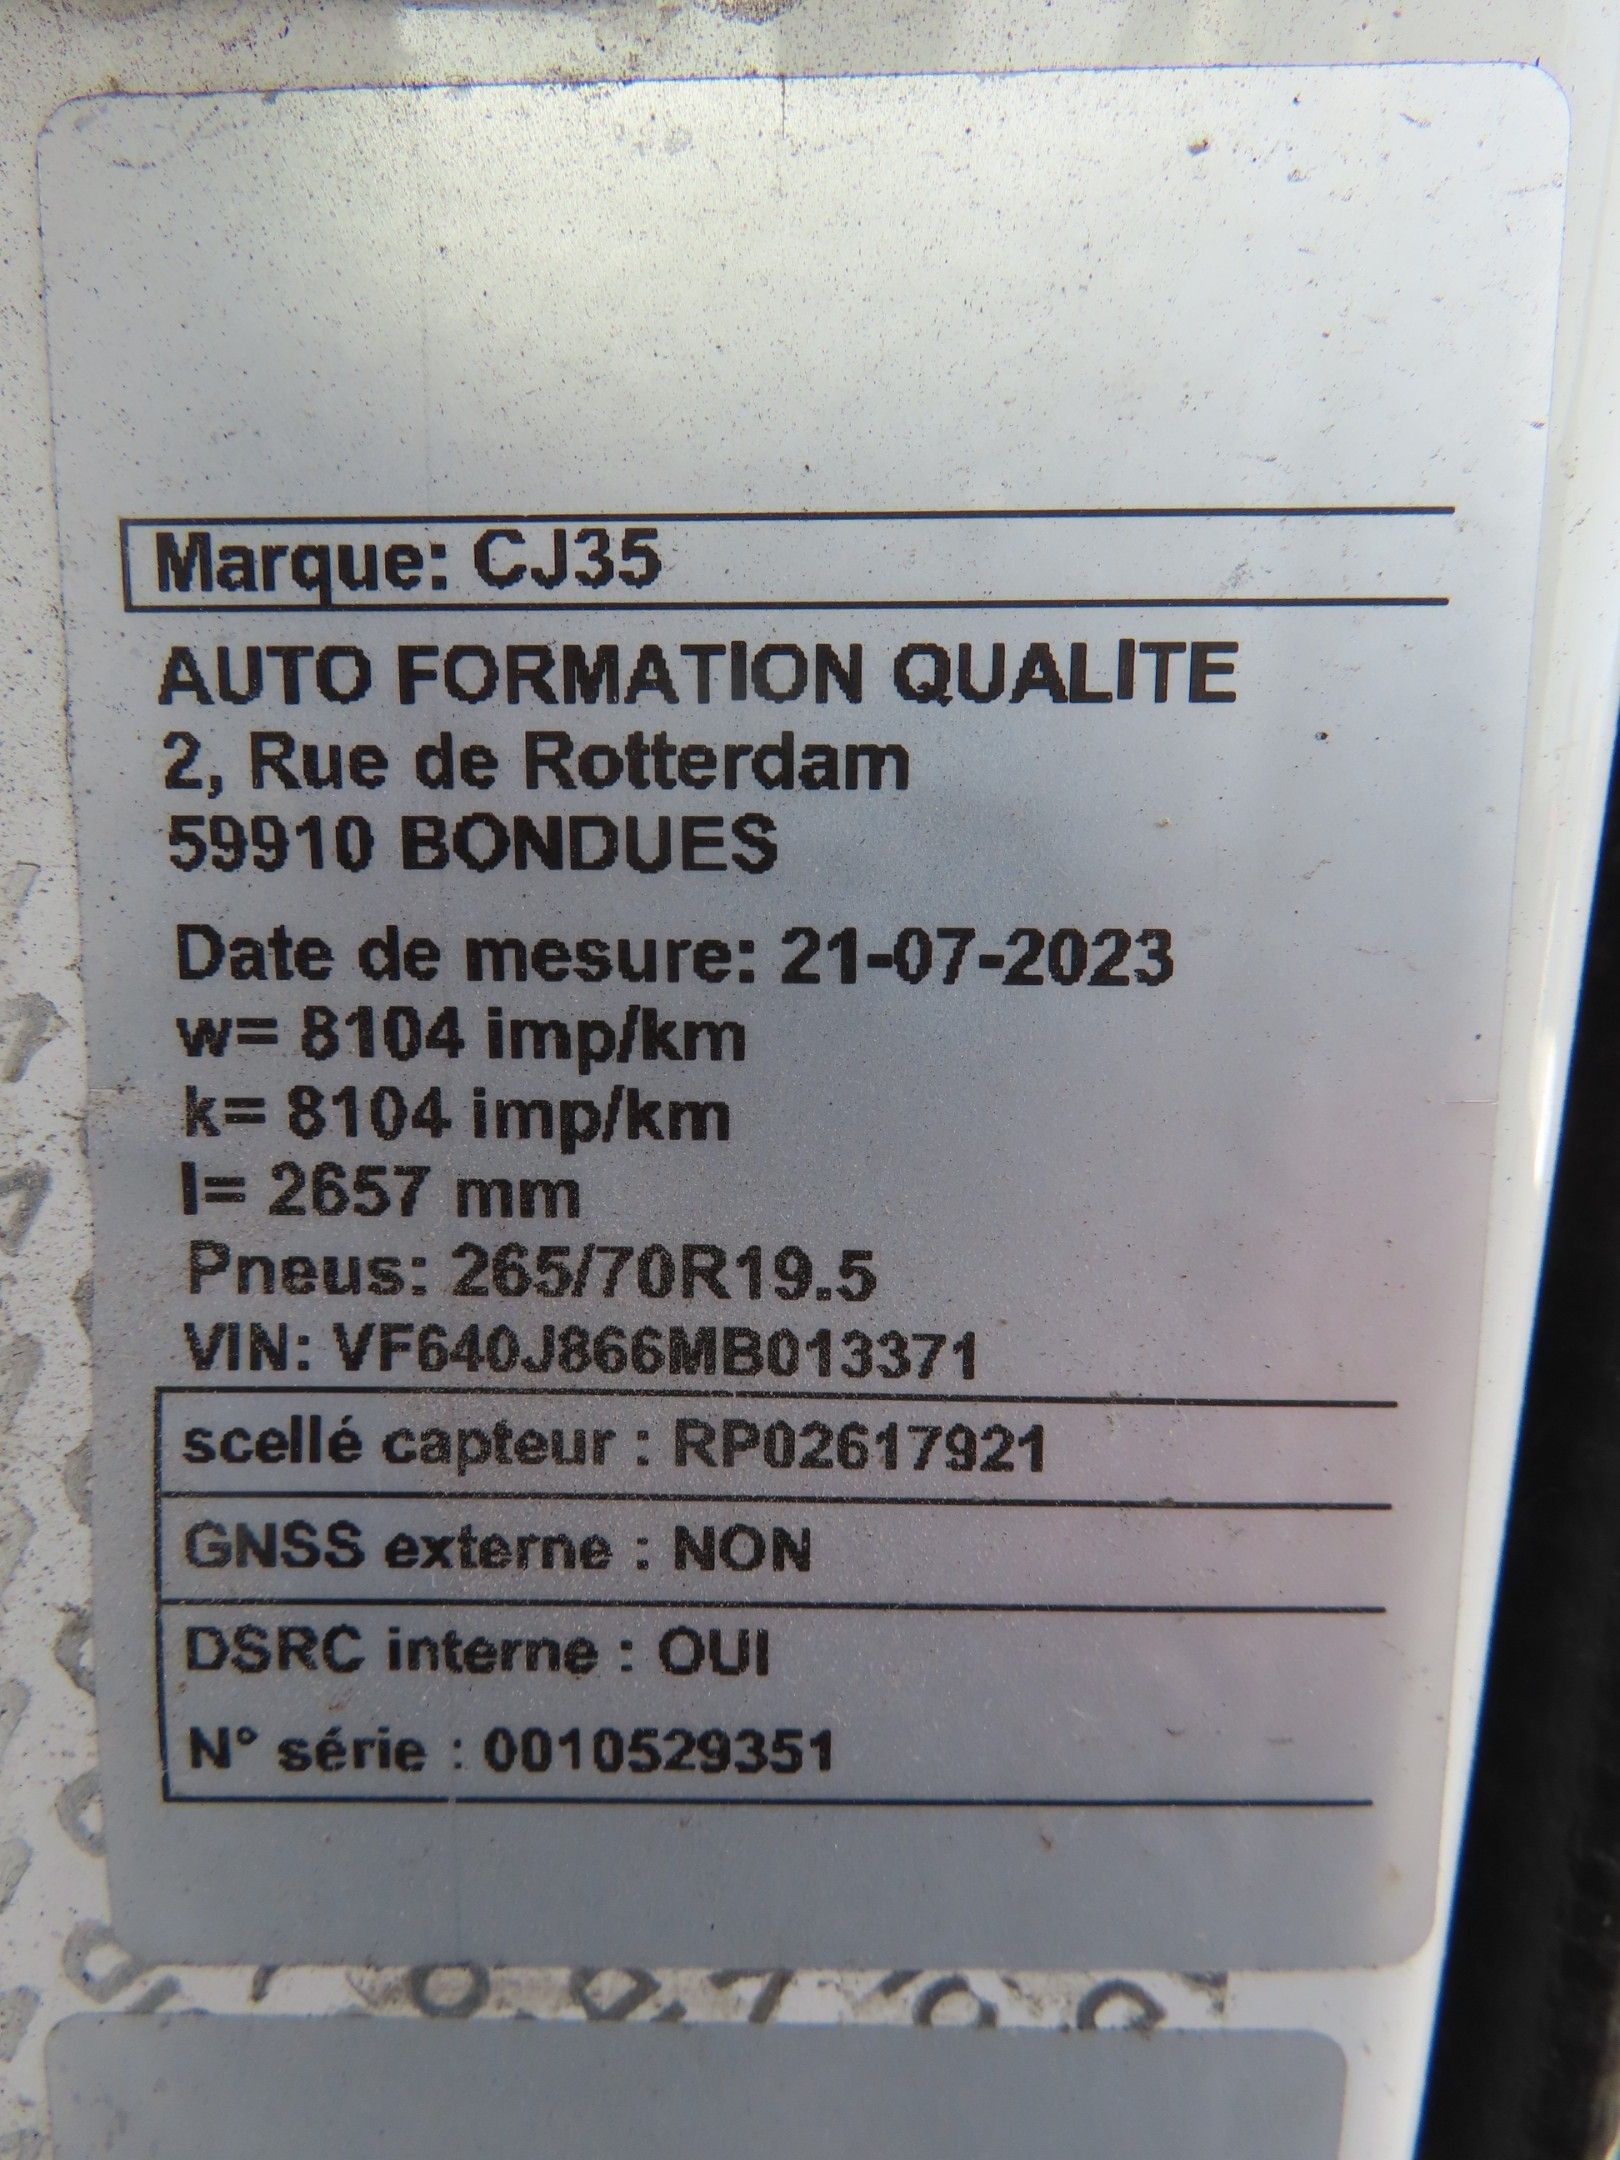 Marque: CJ35
AUTO FORMATION QUALITE
2, Rue de Rotterdam
59910 BONDUES
Date de mesure: 21-07-2023
w= 8104 imp/km
k= 8104 imp/km
l= 2657 mm
Pneus: 265/70R19.5
VIN: VF640J866MB013371
scellé capteur : RP02617921
GNSS externe : NON
DSRC interne : OUI
N° série : 0010529351